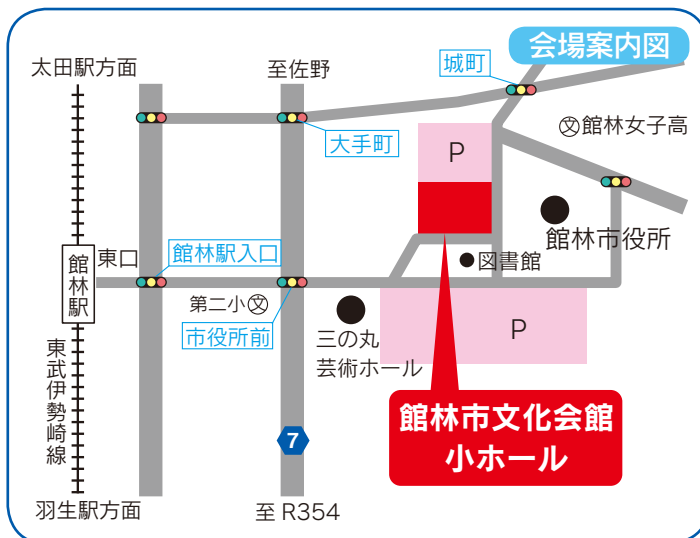 会場案内図
太田駅方面
至佐野
城町
大手町
P
文館林女子高
館林市役所
東口
館林駅入口
館林駅
図書館
第二小文
市役所前
三の丸
芸術ホール
P
東武伊勢崎線
館林市文化会館
小ホール
7
羽生駅方面
至 R354